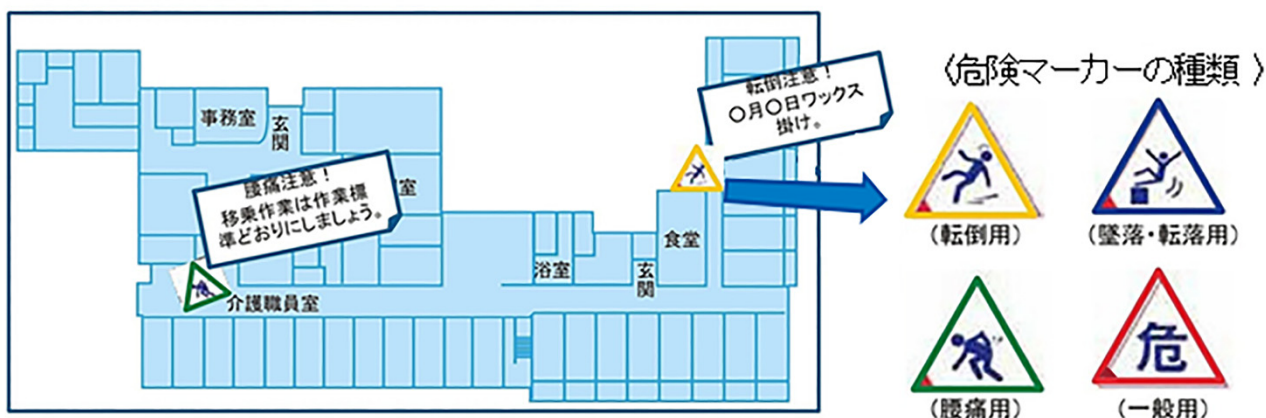 〈危険マーカーの種類〉
転倒注意!
〇月〇日ワックス
掛け。
事務室
玄
関
腰痛注意!
移乗作業は作業標
準どおりにしましょう。
室
食堂
浴室
玄
関
介護職員室
(転倒用)
(墜落・転落用)
危
(腰痛用)
(一般用)